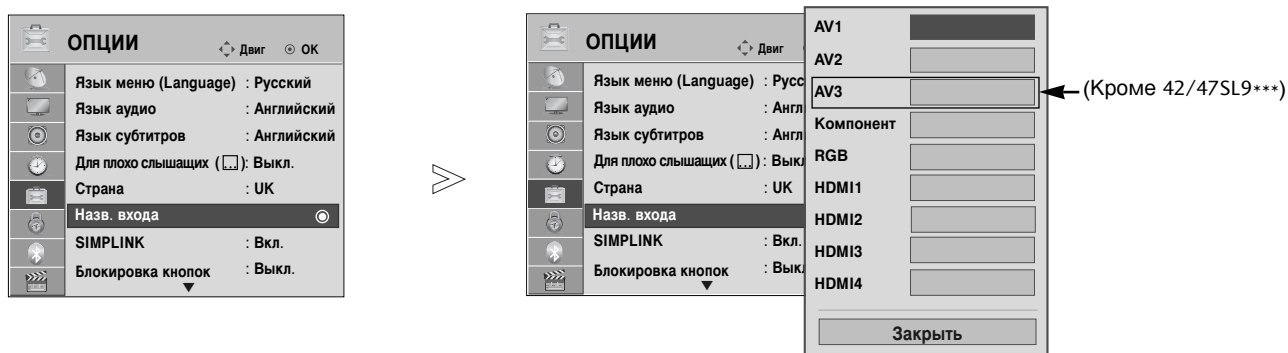 ОПЦИИ
Двиг ОК
Язык меню (Language) : Русский
Язык аудио : Английский
Язык субтитров : Английский
Для плохо слышащих ( ... ): Выкл.
Страна : UK
Назв. входа
SIMPLINK : Вкл.
Блокировка кнопок : Выкл.
ОПЦИИ
Двиг
Язык меню (Language) : Русс
Язык аудио : Англ
Язык субтитров : Англ
Для плохо слышащих ( ... ) : Выкл
Страна : UK
Назв. входа
SIMPLINK : Вкл.
Блокировка кнопок : Выкл
AV1
AV2
AV3
Компонент
RGB
HDMI1
HDMI2
HDMI3
HDMI4
Закрыть
(Кроме 42/47SL9***)